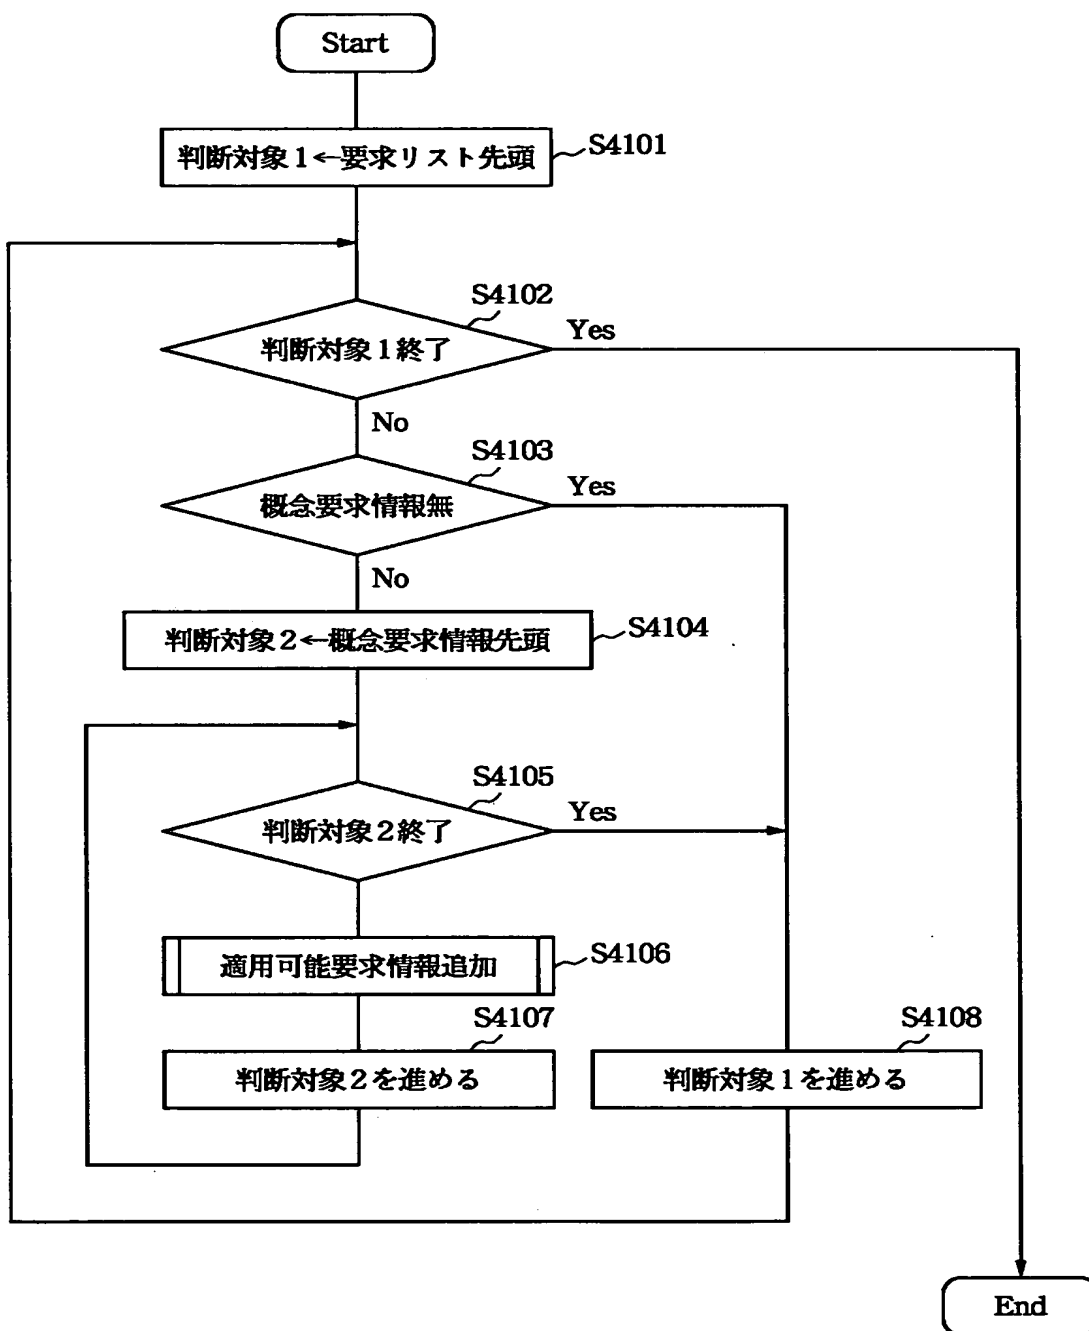 Start
判断対象1←要求リスト先頭
S4101
S4102
判断対象1終了
Yes
No
S4103
概念要求情報無
Yes
No
判断対象2←概念要求情報先頭
S4104
S4105
判断対象2終了
Yes
適用可能要求情報追加
S4106
S4107
判断対象2を進める
S4108
判断対象1を進める
End